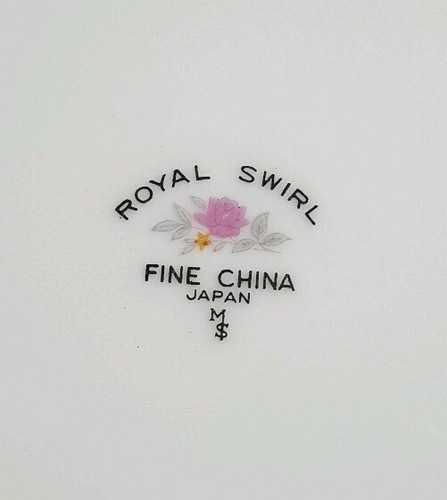 ROYAL SWIRL
FINE CHINA
JAPAN
M
S